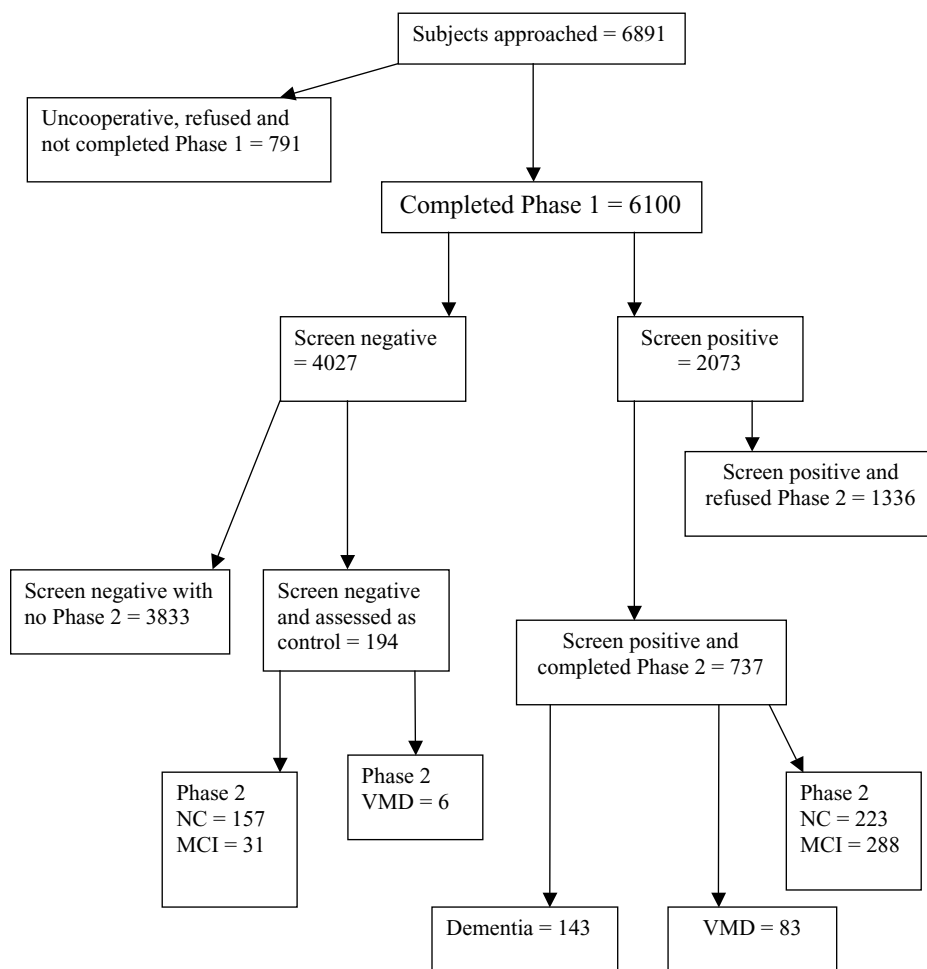 Subjects approached = 6891
Uncooperative, refused and
not completed Phase 1 = 791
Completed Phase 1 = 6100
Screen negative
= 4027
Screen positive
= 2073
Screen positive and
refused Phase 2 = 1336
Screen negative with
no Phase 2 = 3833
Screen negative
and assessed as
control = 194
Screen positive and
completed Phase 2 = 737
Phase 2
NC = 157
MCI = 31
Phase 2
VMD = 6
Phase 2
NC = 223
MCI = 288
Dementia = 143
VMD = 83